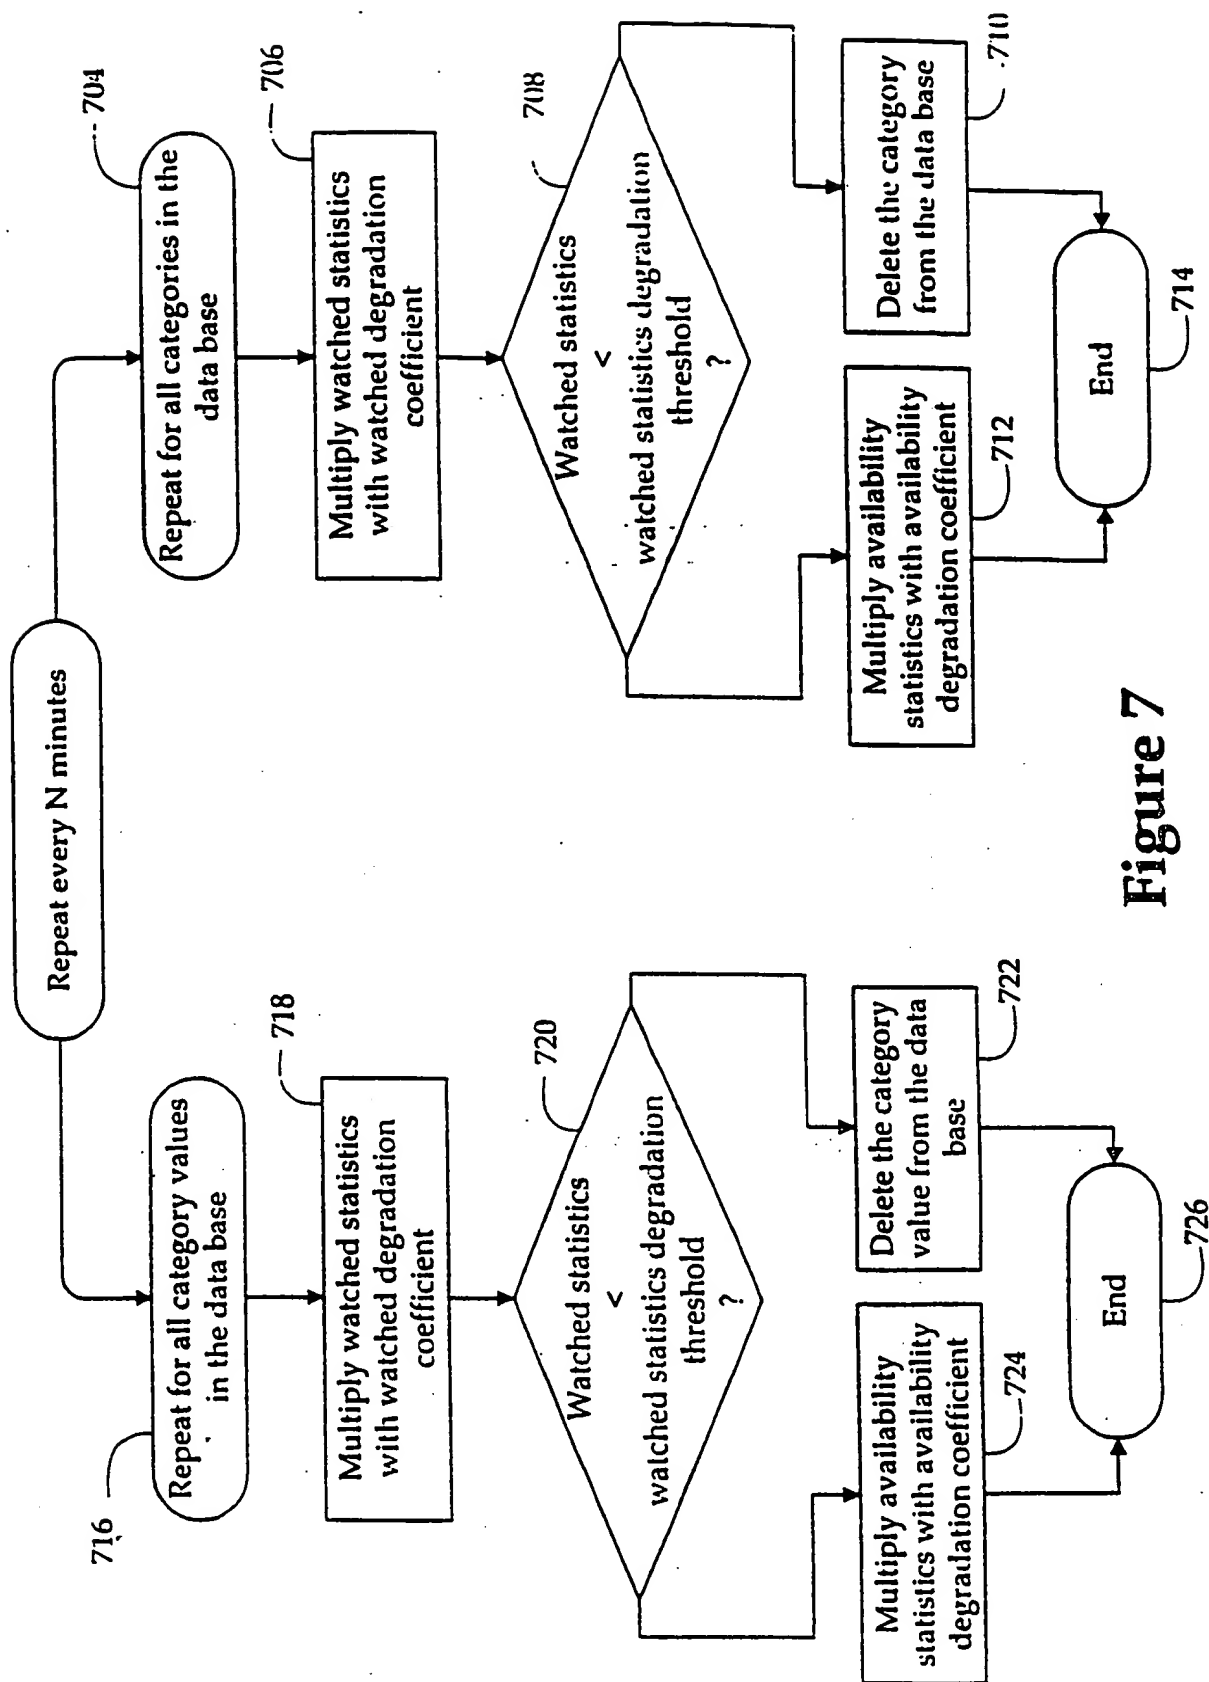 Repeat every N minutes
716
Repeat for all category values
in the data base
718
Multiply watched statistics
with watched degradation
coefficient
720
Watched statistics
<
watched statistics degradation
threshold
?
Multiply availability
statistics with availability
degradation coefficient
724
Delete the category
value from the data
base
722
End
726
704
Repeat for all categories in the
data base
706
Multiply watched statistics
with watched degradation
coefficient
708
Watched statistics
<
watched statistics degradation
threshold
?
Multiply availability
statistics with availability
degradation coefficient
712
Delete the category
from the data base
710
End
714
Figure 7